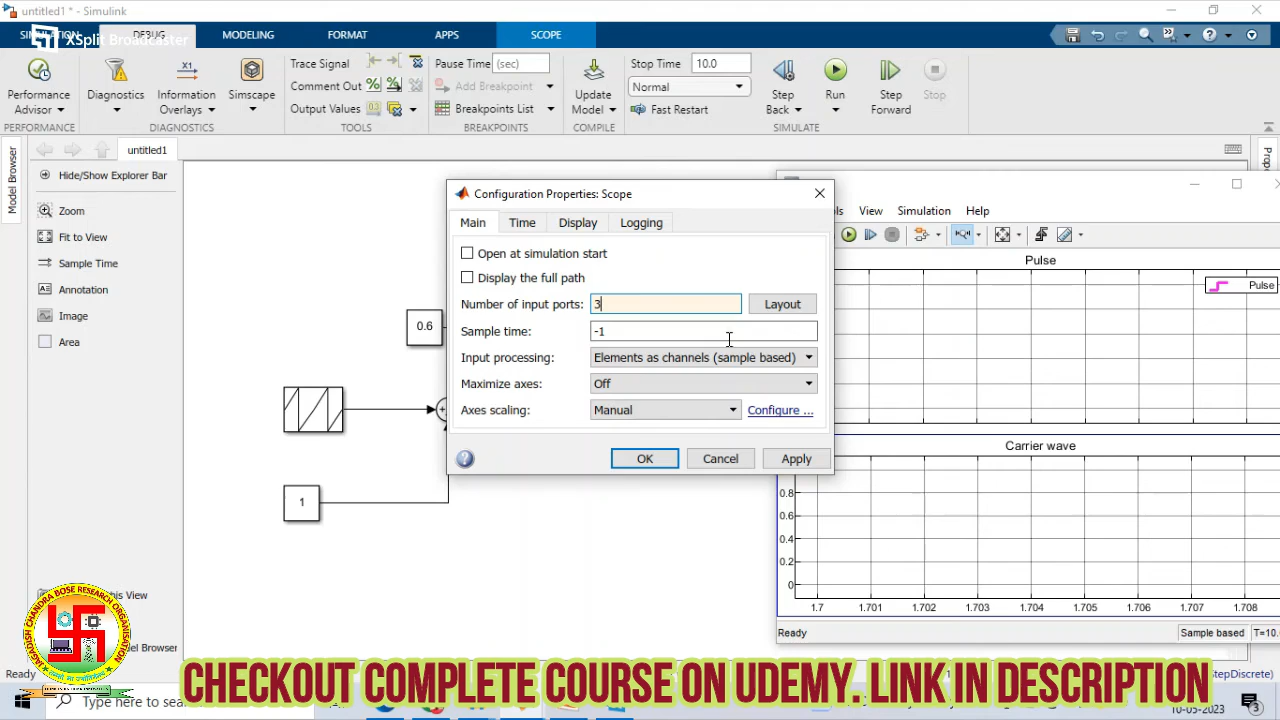 untitled1 * - Simulink
SIMULATION DEBUG MODELING FORMAT APPS SCOPE
XSplit Broadcaster
Trace Signal Pause Time (sec) Stop Time 10.0
Comment Out Add Breakpoint Normal
Performance Advisor Diagnostics Information Overlays Simscape Output Values Breakpoints List Update Model Fast Restart Step Back Run Step Forward Stop
PERFORMANCE DIAGNOSTICS TOOLS BREAKPOINTS COMPILE SIMULATE
untitled1
Model Browser
Hide/Show Explorer Bar
Zoom
Fit to View
Sample Time
Annotation
Image
Area
0.6
1
Configuration Properties: Scope
Main Time Display Logging
Open at simulation start
Display the full path
Number of input ports: 3 Layout
Sample time: -1
Input processing: Elements as channels (sample based)
Maximize axes: Off
Axes scaling: Manual Configure ...
OK Cancel Apply
View Simulation Help
Pulse
Pulse
Carrier wave
0.8
0.6
0.4
0.2
0
1.7 1.701 1.702 1.703 1.704 1.705 1.706 1.707 1.708
Ready Sample based
JAGADISH CHANDRA BOSE RESEARCH ORGANISATION
Ready
CHECKOUT COMPLETE COURSE ON UDEMY. LINK IN DESCRIPTION
Type here to
10-05-2023
3